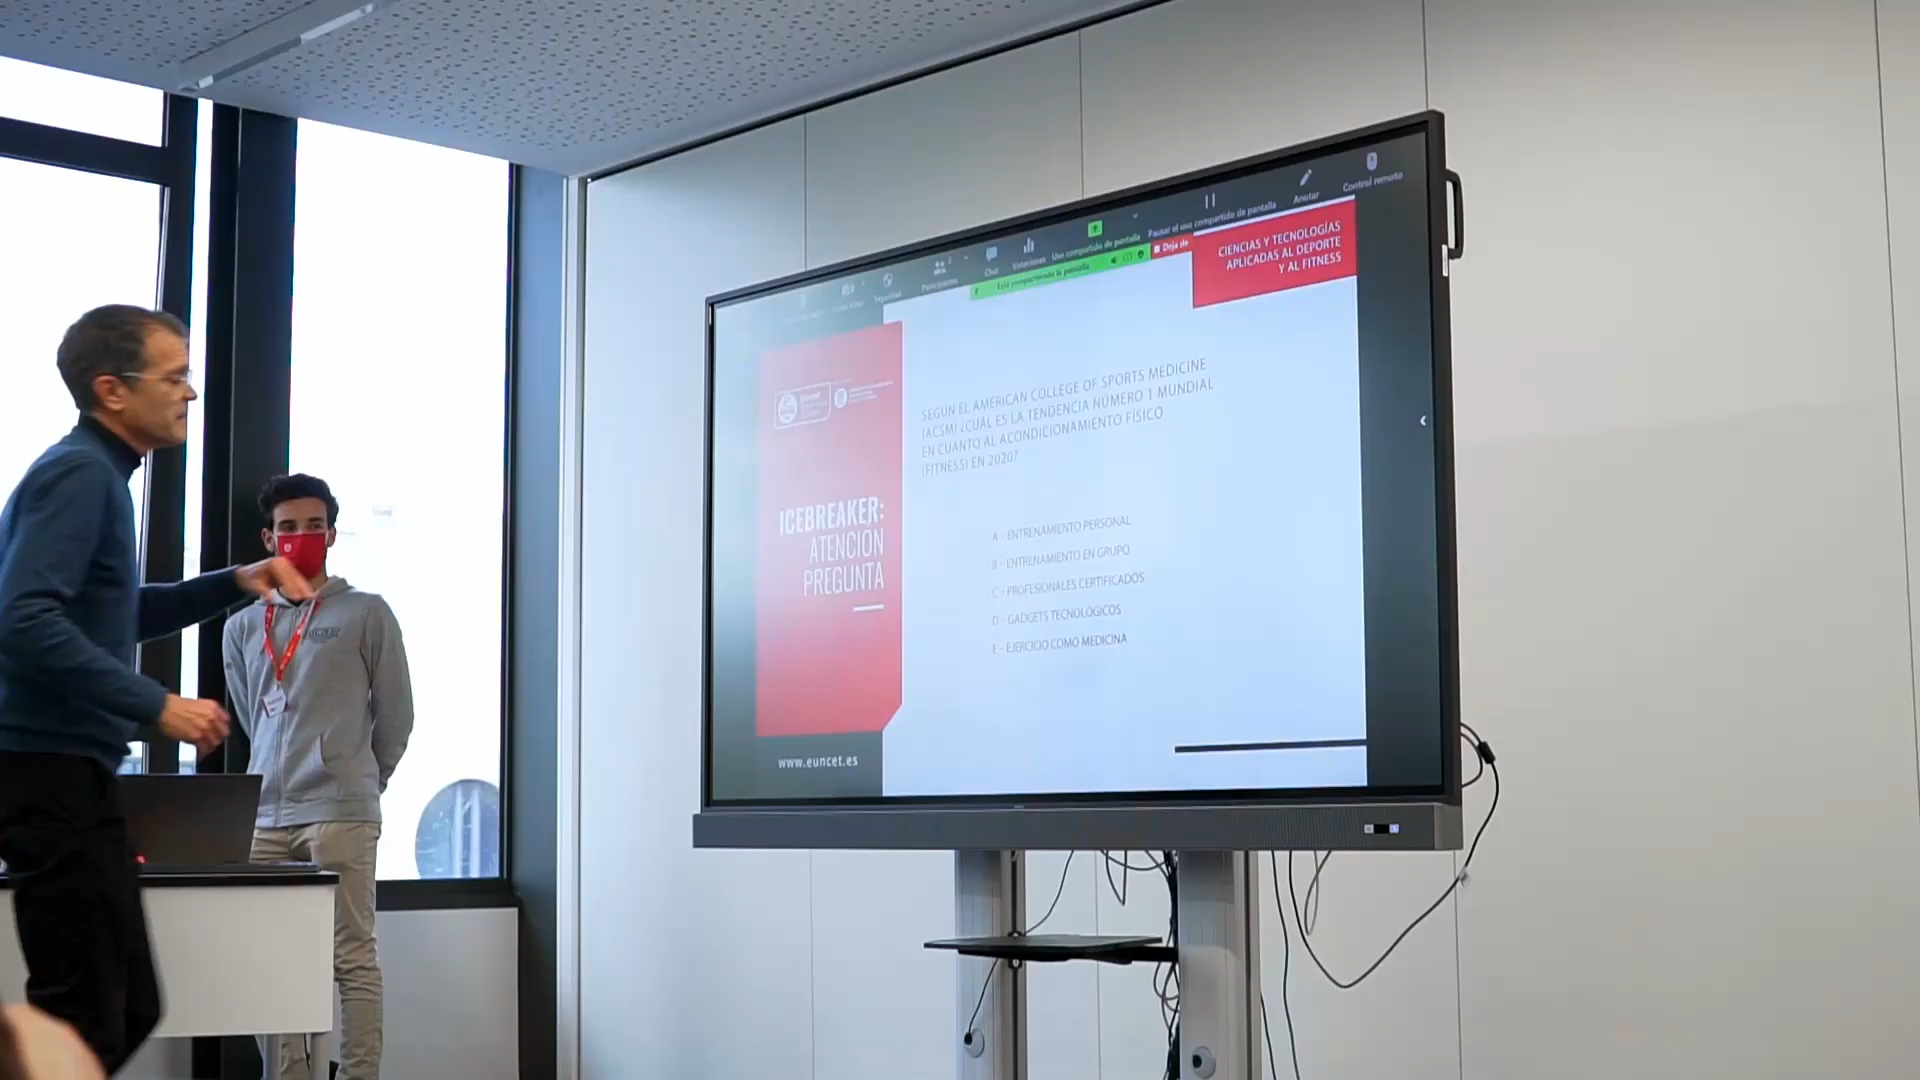 Control remoto
Anotar
Pausar el uso compartido de pantalla
Uso compartido de pantalla
Votaciones
Chat
Participantes
Seguridad
Está compartiendo la pantalla
Deja de
CIENCIAS Y TECNOLOGÍAS
APLICADAS AL DEPORTE
Y AL FITNESS
SEGÚN EL AMERICAN COLLEGE OF SPORTS MEDICINE
(ACSM) ¿CUÁL ES LA TENDENCIA NÚMERO 1 MUNDIAL
EN CUANTO AL ACONDICIONAMIENTO FÍSICO
(FITNESS) EN 2020?
ICEBREAKER:
ATENCIÓN
PREGUNTA
A - ENTRENAMIENTO PERSONAL
B - ENTRENAMIENTO EN GRUPO
C - PROFESIONALES CERTIFICADOS
D - GADGETS TECNOLÓGICOS
E - EJERCICIO COMO MEDICINA
www.euncet.es